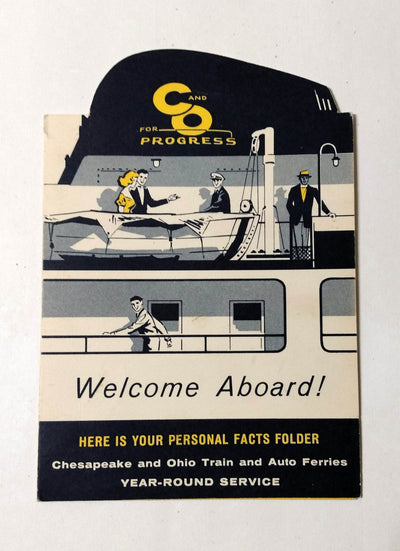 C AND
FOR O
PROGRESS
Welcome Aboard!
HERE IS YOUR PERSONAL FACTS FOLDER
Chesapeake and Ohio Train and Auto Ferries
YEAR-ROUND SERVICE